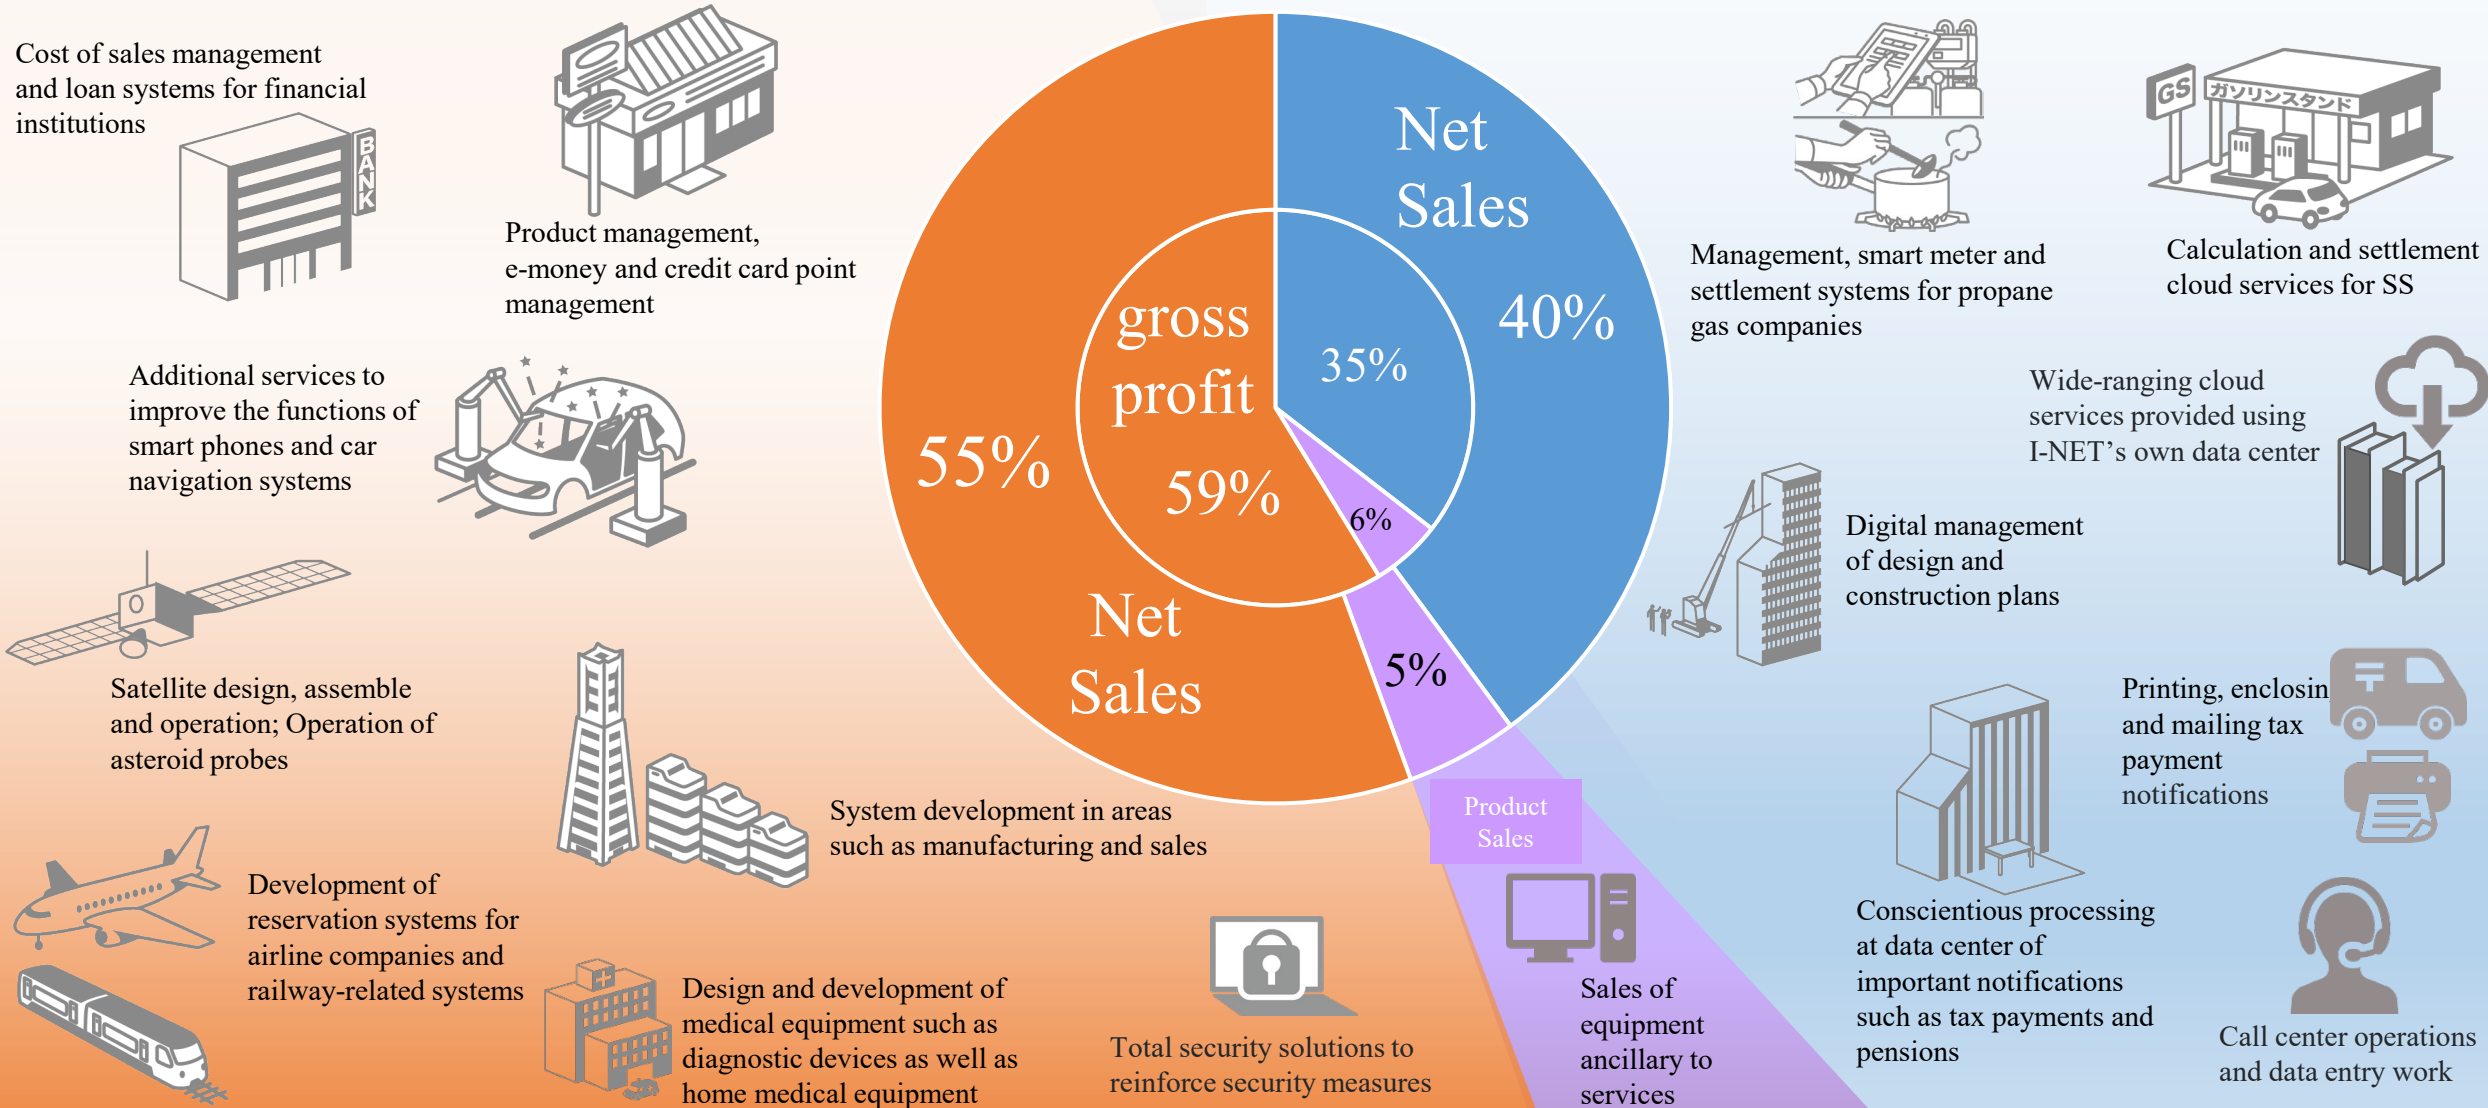 Cost of sales management
and loan systems for financial
institutions
BANK
Product management,
e-money and credit card point
management
Additional services to
improve the functions of
smart phones and car
navigation systems
Satellite design, assemble
and operation; Operation of
asteroid probes
System development in areas
such as manufacturing and sales
Development of
reservation systems for
airline companies and
railway-related systems
Design and development of
medical equipment such as
diagnostic devices as well as
home medical equipment
Total security solutions to
reinforce security measures
Net
Sales
40%
35%
gross
profit
59%
55%
6%
Net
Sales
5%
Product
Sales
Sales of
equipment
ancillary to
services
Management, smart meter and
settlement systems for propane
gas companies
GS
ガソリンスタンド
Calculation and settlement
cloud services for SS
Wide-ranging cloud
services provided using
I-NET’s own data center
Digital management
of design and
construction plans
Printing, enclosin
and mailing tax
payment
notifications
Conscientious processing
at data center of
important notifications
such as tax payments and
pensions
Call center operations
and data entry work